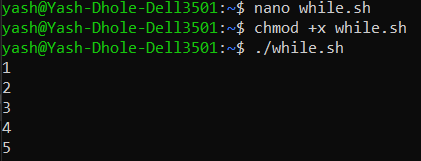 yash@Yash-Dhole-Dell3501:~$ nano while.sh
yash@Yash-Dhole-Dell3501:~$ chmod +x while.sh
yash@Yash-Dhole-Dell3501:~$ ./while.sh
1
2
3
4
5